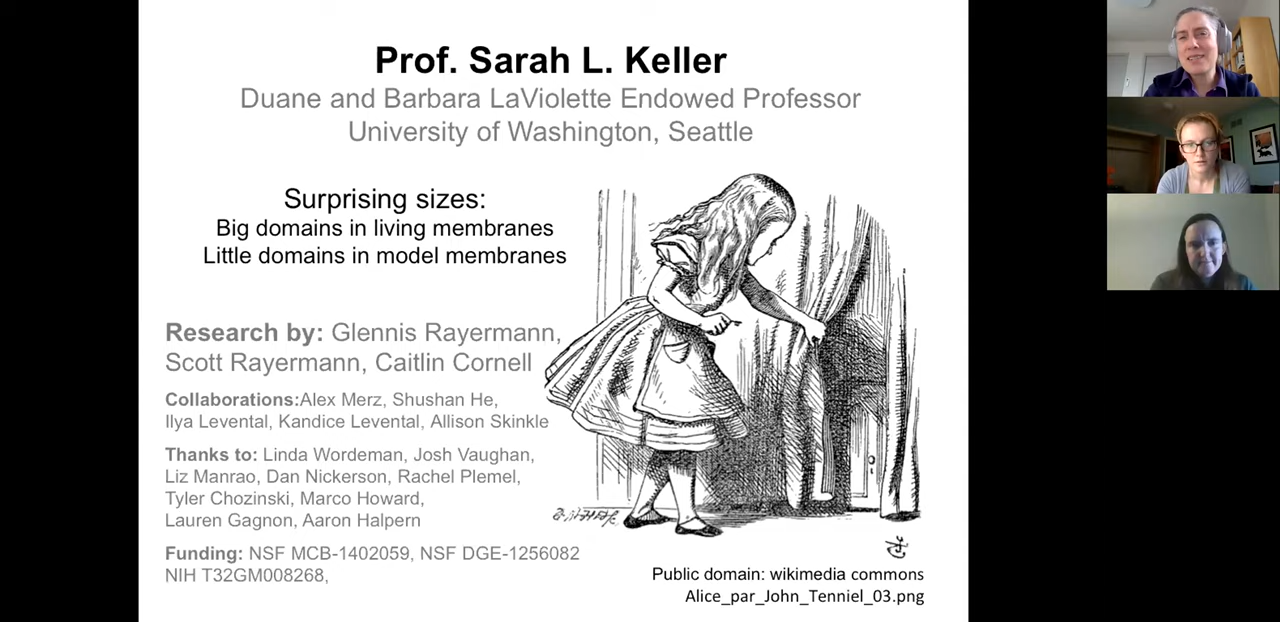 Prof. Sarah L. Keller
Duane and Barbara LaViolette Endowed Professor
University of Washington, Seattle
Surprising sizes:
Big domains in living membranes
Little domains in model membranes
Research by: Glennis Rayermann,
Scott Rayermann, Caitlin Cornell
Collaborations:Alex Merz, Shushan He,
Ilya Levental, Kandice Levental, Allison Skinkle
Thanks to: Linda Wordeman, Josh Vaughan,
Liz Manrao, Dan Nickerson, Rachel Plemel,
Tyler Chozinski, Marco Howard,
Lauren Gagnon, Aaron Halpern
Funding: NSF MCB-1402059, NSF DGE-1256082
NIH T32GM008268,
Public domain: wikimedia commons
Alice_par_John_Tenniel_03.png